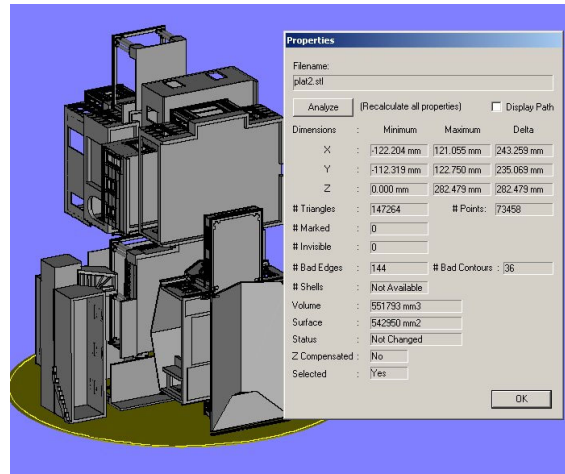 Properties
Filename:
plat2.stl
Analyze (Recalculate all properties) Display Path
Dimensions : Minimum Maximum Delta
X : -122.204 mm 121.055 mm 243.259 mm
Y : -112.319 mm 122.750 mm 235.069 mm
Z : 0.000 mm 282.479 mm 282.479 mm
# Triangles : 147264 # Points: 73458
# Marked : 0
# Invisible : 0
# Bad Edges : 144 # Bad Contours : 36
# Shells : Not Available
Volume : 551793 mm3
Surface : 542950 mm2
Status : Not Changed
Z Compensated : No
Selected : Yes
OK